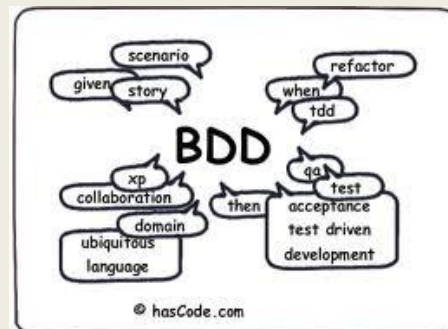 scenario
refactor
given
story
when
tdd
BDD
xp
qa
collaboration
test
domain
then
acceptance
test driven
development
ubiquitous
language
© hasCode.com